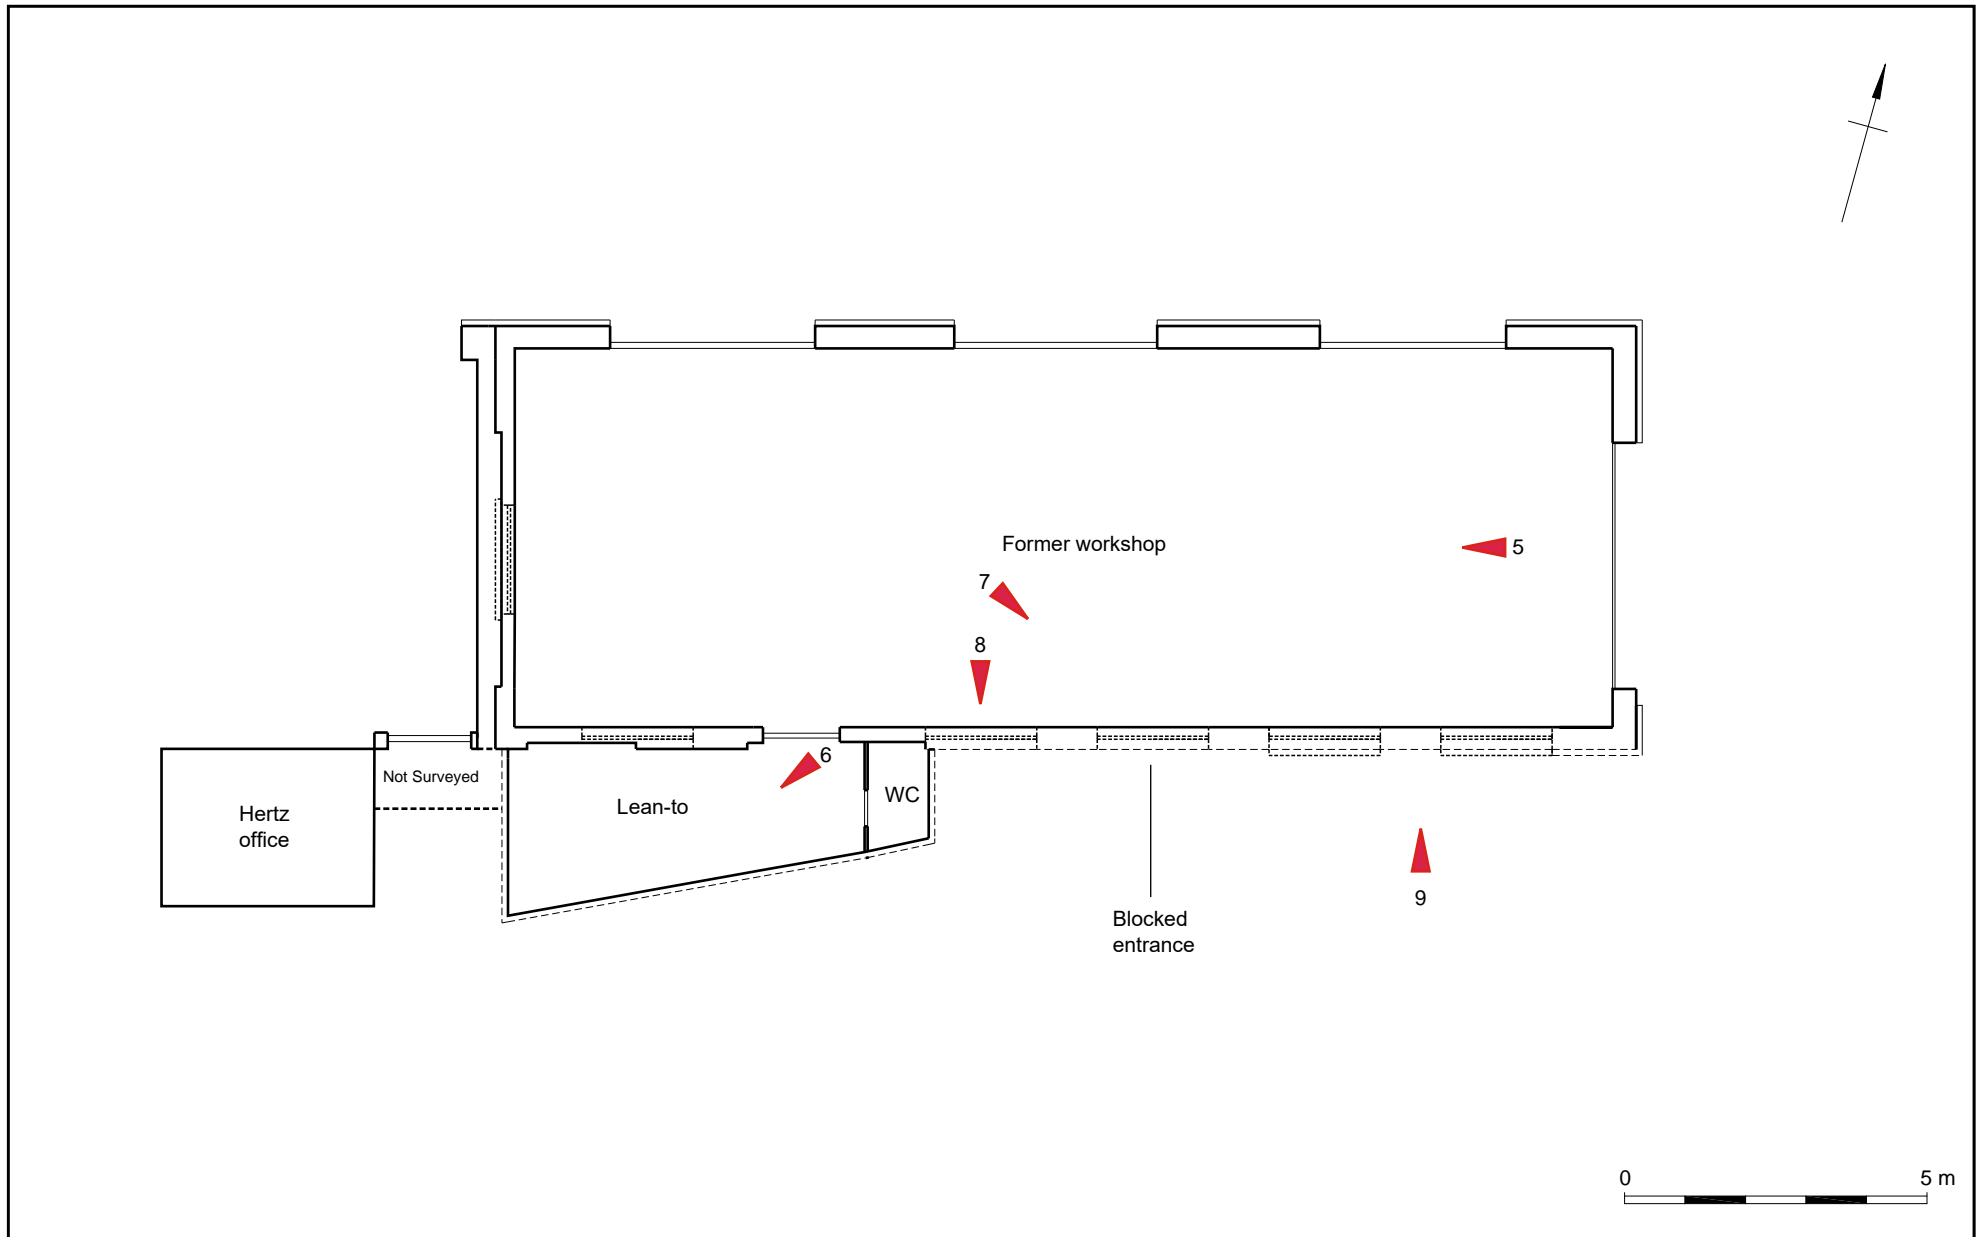 Former workshop
5
7
8
6
Not Surveyed
Hertz
office
Lean-to
WC
9
Blocked
entrance
0
5 m